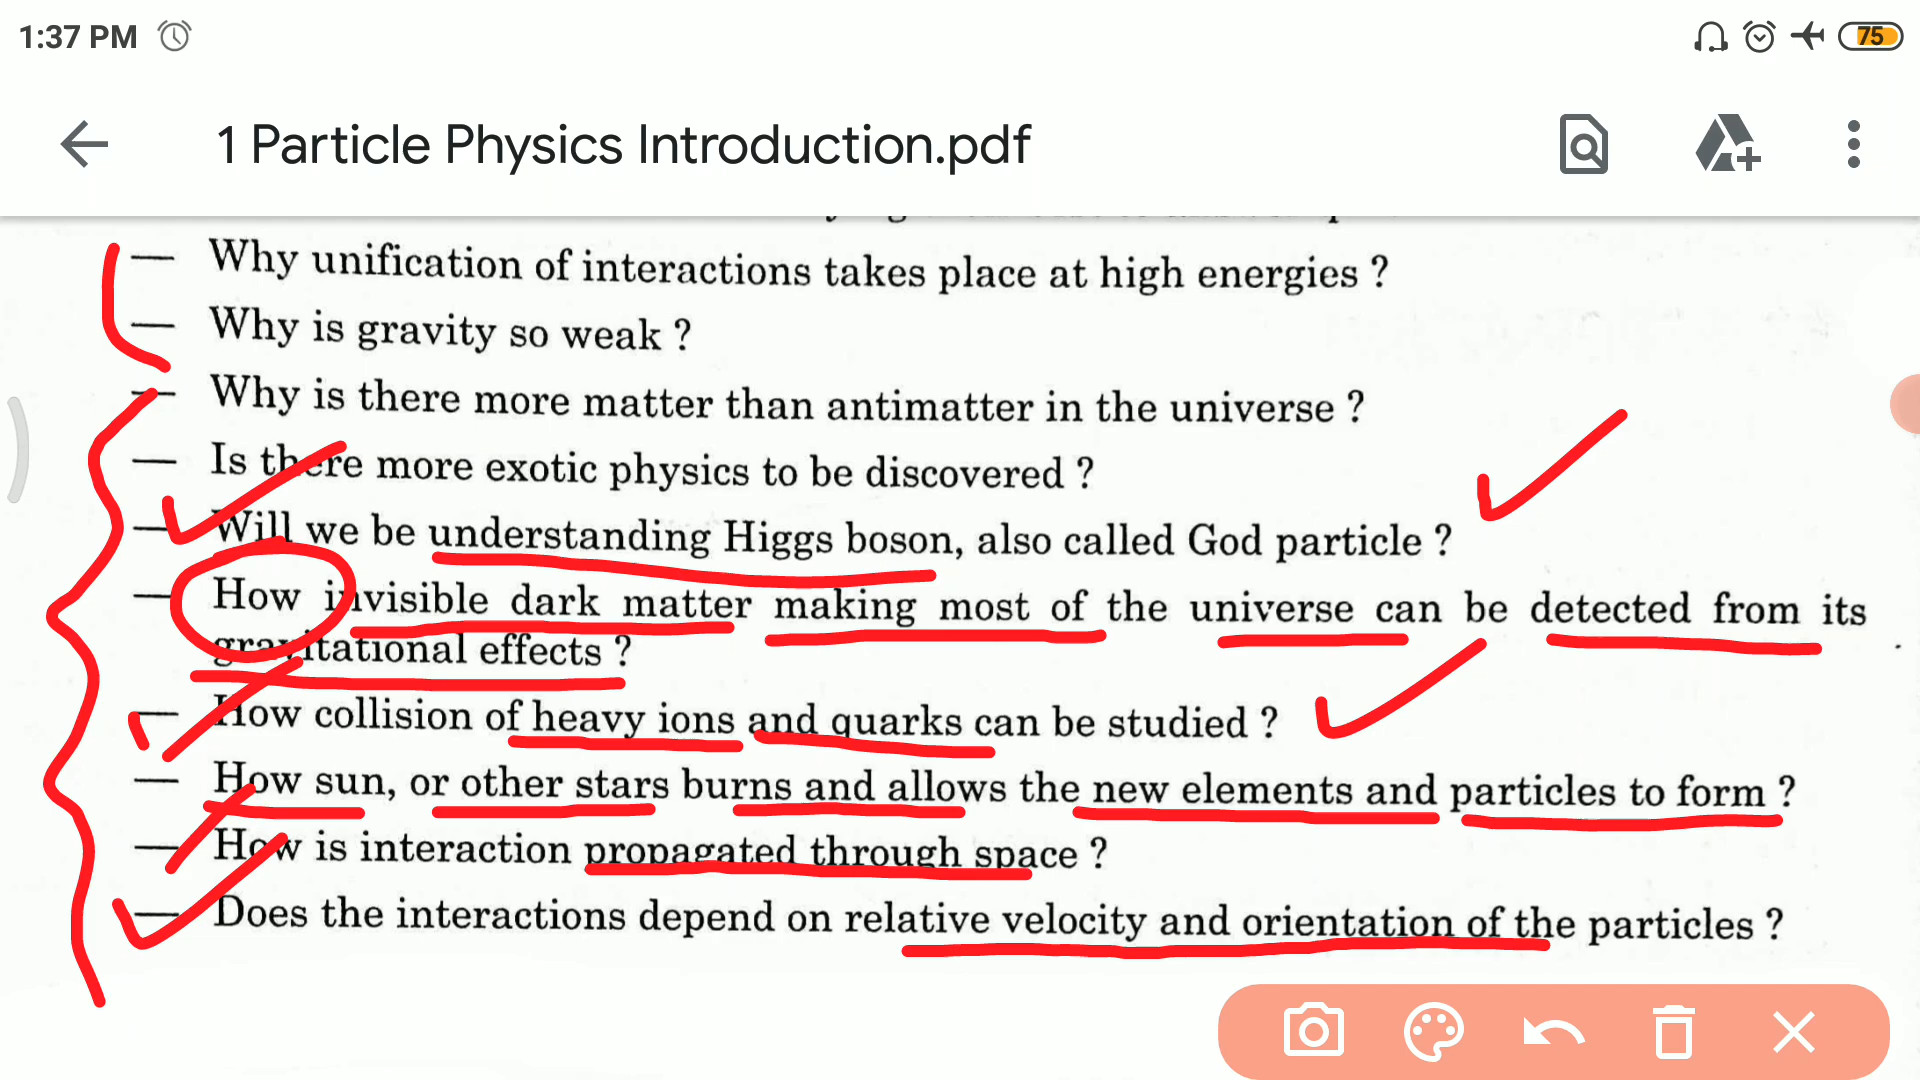 1:37 PM
75
1 Particle Physics Introduction.pdf
— Why unification of interactions takes place at high energies ?
— Why is gravity so weak ?
— Why is there more matter than antimatter in the universe ?
— Is there more exotic physics to be discovered ?
— Will we be understanding Higgs boson, also called God particle ?
— How invisible dark matter making most of the universe can be detected from its
gravitational effects ?
— How collision of heavy ions and quarks can be studied ?
— How sun, or other stars burns and allows the new elements and particles to form ?
— How is interaction propagated through space ?
— Does the interactions depend on relative velocity and orientation of the particles ?